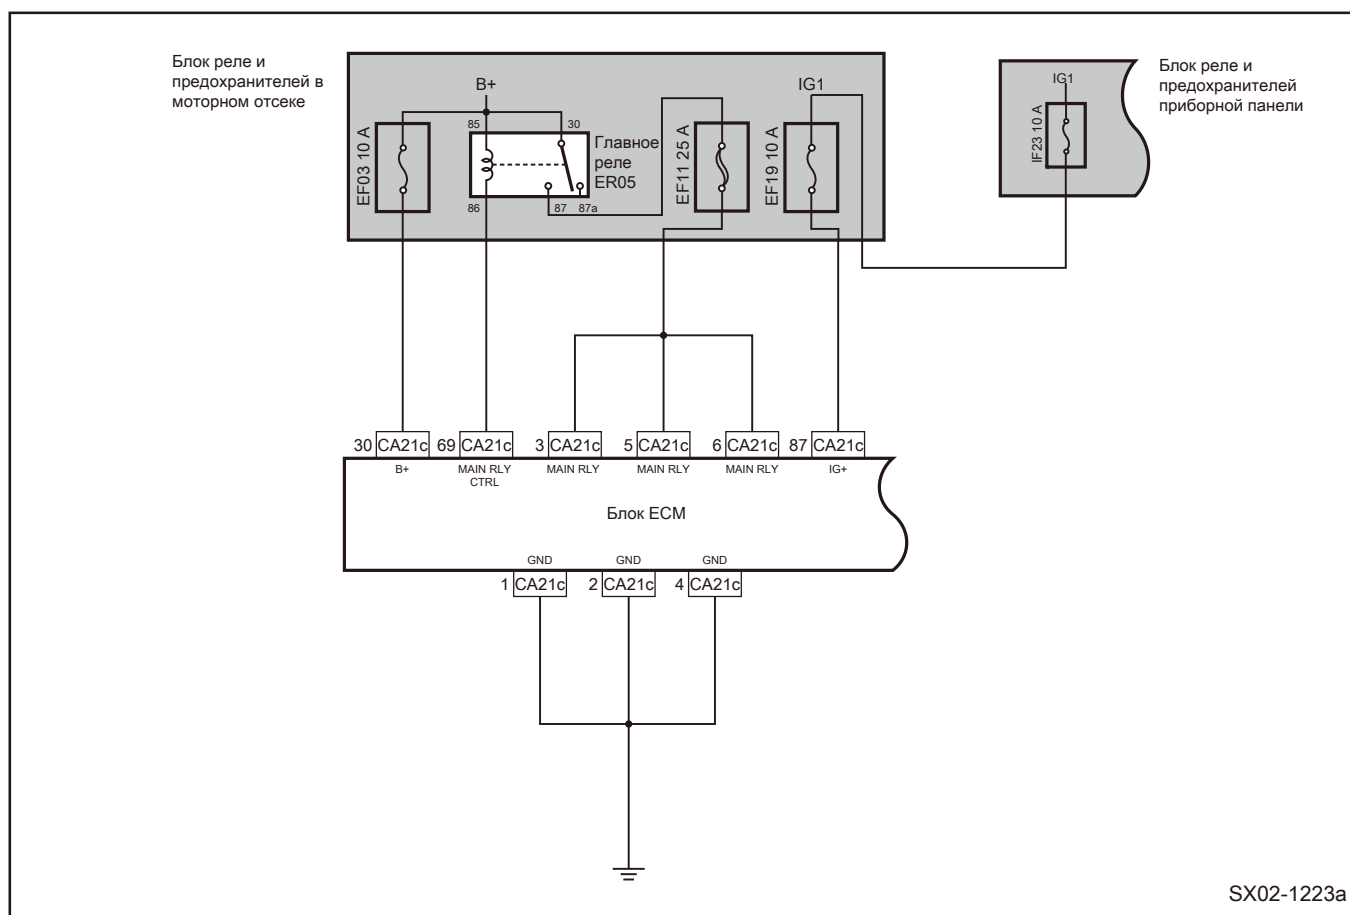 Блок реле и
предохранителей в
моторном отсеке
B+
IG1
85
30
EF03 10 A
Главное
реле
ER05
86
87
87a
EF11 25 A
EF19 10 A
IG1
IF23 10 A
Блок реле и
предохранителей
приборной панели
30 CA21c
69 CA21c
3 CA21c
5 CA21c
6 CA21c
87 CA21c
B+
MAIN RLY
CTRL
MAIN RLY
MAIN RLY
MAIN RLY
IG+
Блок ECM
GND
GND
GND
1 CA21c
2 CA21c
4 CA21c
SX02-1223a